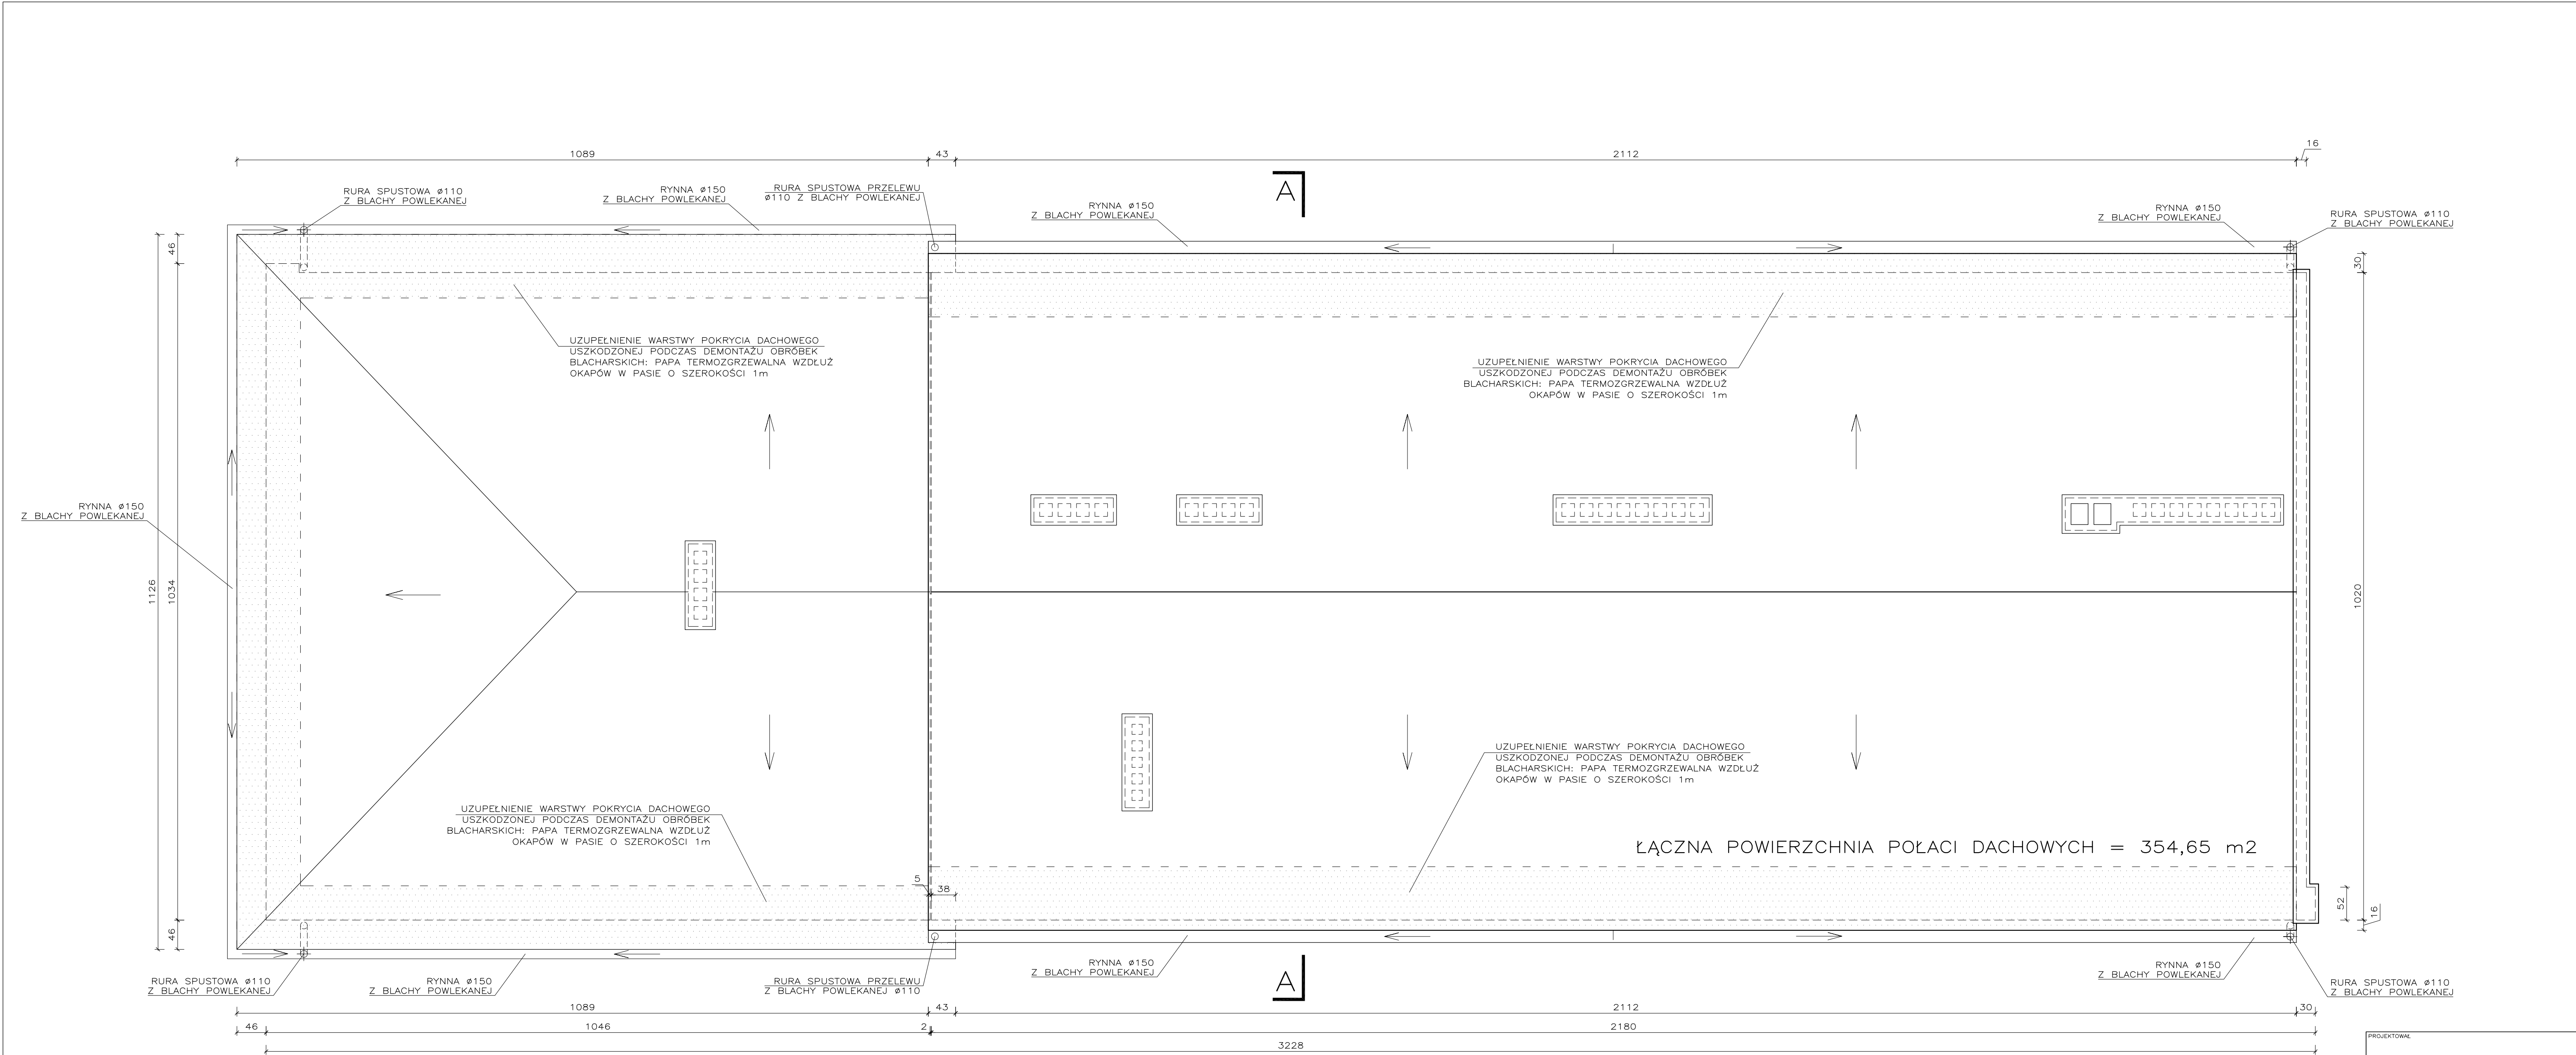 1089
43
2112
16
RURA SPUSTOWA ø110
Z BLACHY POWLEKANEJ
RYNNA ø150
Z BLACHY POWLEKANEJ
RURA SPUSTOWA PRZELEWU
ø110 Z BLACHY POWLEKANEJ
A
RYNNA ø150
Z BLACHY POWLEKANEJ
RYNNA ø150
Z BLACHY POWLEKANEJ
RURA SPUSTOWA ø110
Z BLACHY POWLEKANEJ
46
30
UZUPEŁNIENIE WARSTWY POKRYCIA DACHOWEGO
USZKODZONEJ PODCZAS DEMONTAŻU OBRÓBEK
BLACHARSKICH: PAPA TERMOZGRZEWALNA WZDŁUŻ
OKAPÓW W PASIE O SZEROKOŚCI 1m
UZUPEŁNIENIE WARSTWY POKRYCIA DACHOWEGO
USZKODZONEJ PODCZAS DEMONTAŻU OBRÓBEK
BLACHARSKICH: PAPA TERMOZGRZEWALNA WZDŁUŻ
OKAPÓW W PASIE O SZEROKOŚCI 1m
RYNNA ø150
Z BLACHY POWLEKANEJ
1126
1034
1020
UZUPEŁNIENIE WARSTWY POKRYCIA DACHOWEGO
USZKODZONEJ PODCZAS DEMONTAŻU OBRÓBEK
BLACHARSKICH: PAPA TERMOZGRZEWALNA WZDŁUŻ
OKAPÓW W PASIE O SZEROKOŚCI 1m
UZUPEŁNIENIE WARSTWY POKRYCIA DACHOWEGO
USZKODZONEJ PODCZAS DEMONTAŻU OBRÓBEK
BLACHARSKICH: PAPA TERMOZGRZEWALNA WZDŁUŻ
OKAPÓW W PASIE O SZEROKOŚCI 1m
ŁĄCZNA POWIERZCHNIA POŁACI DACHOWYCH = 354,65 m2
5
38
52
16
46
RURA SPUSTOWA ø110
Z BLACHY POWLEKANEJ
RYNNA ø150
Z BLACHY POWLEKANEJ
RURA SPUSTOWA PRZELEWU
Z BLACHY POWLEKANEJ ø110
RYNNA ø150
Z BLACHY POWLEKANEJ
A
RYNNA ø150
Z BLACHY POWLEKANEJ
RURA SPUSTOWA ø110
Z BLACHY POWLEKANEJ
1089
43
2112
30
46
1046
2
2180
3228
PROJEKTOWAŁ